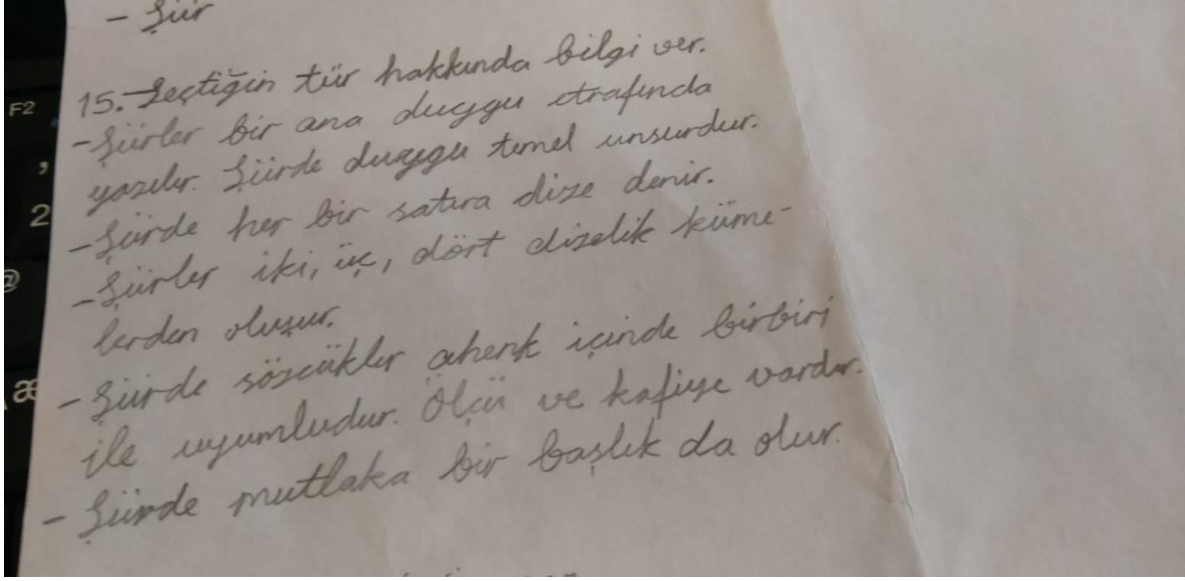 - Şiir
15. Seçtiğin tür hakkında bilgi ver.
- Şiirler bir ana duygu etrafında
yazılır. Şiirde duygu temel unsurdur.
- Şiirde her bir satıra dize denir.
- Şiirler iki, üç, dört dizelik küme-
lerden oluşur.
- Şiirde sözcükler ahenk içinde birbiri
ile uyumludur. Ölçü ve kafiye vardır.
- Şiirde mutlaka bir başlık da olur.
F2
,
2
@
æ